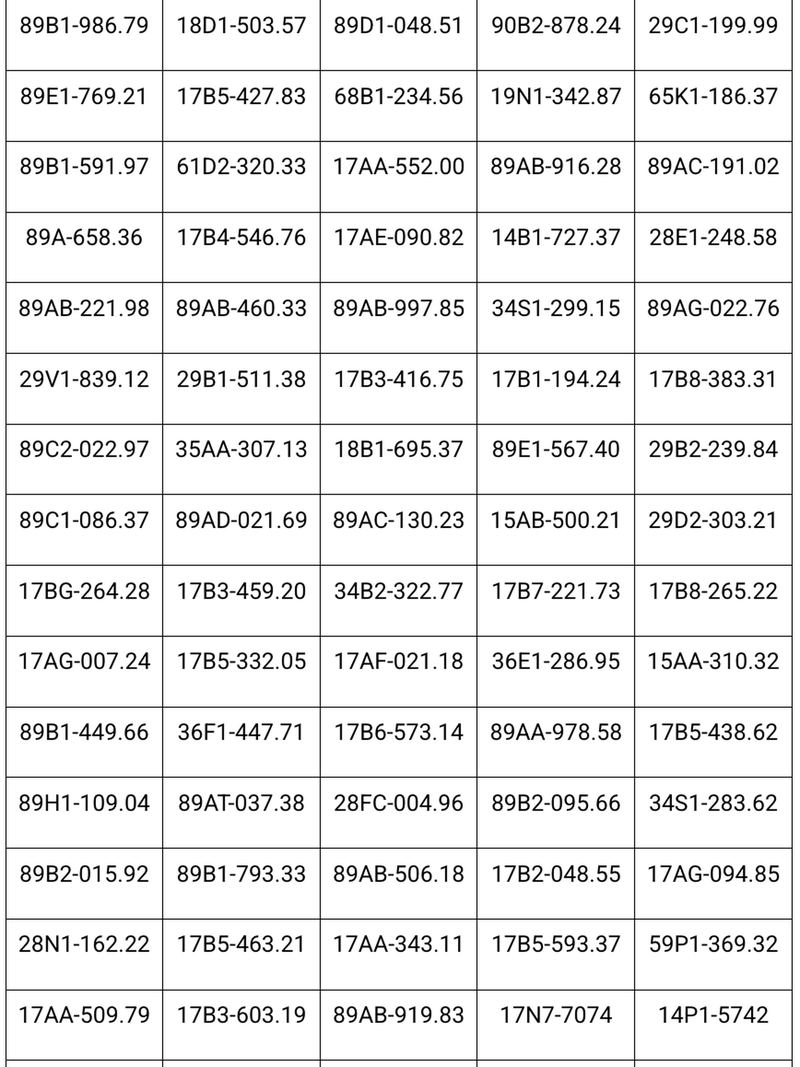 89B1-986.79 18D1-503.57 89D1-048.51 90B2-878.24 29C1-199.99
89E1-769.21 17B5-427.83 68B1-234.56 19N1-342.87 65K1-186.37
89B1-591.97 61D2-320.33 17AA-552.00 89AB-916.28 89AC-191.02
89A-658.36 17B4-546.76 17AE-090.82 14B1-727.37 28E1-248.58
89AB-221.98 89AB-460.33 89AB-997.85 34S1-299.15 89AG-022.76
29V1-839.12 29B1-511.38 17B3-416.75 17B1-194.24 17B8-383.31
89C2-022.97 35AA-307.13 18B1-695.37 89E1-567.40 29B2-239.84
89C1-086.37 89AD-021.69 89AC-130.23 15AB-500.21 29D2-303.21
17BG-264.28 17B3-459.20 34B2-322.77 17B7-221.73 17B8-265.22
17AG-007.24 17B5-332.05 17AF-021.18 36E1-286.95 15AA-310.32
89B1-449.66 36F1-447.71 17B6-573.14 89AA-978.58 17B5-438.62
89H1-109.04 89AT-037.38 28FC-004.96 89B2-095.66 34S1-283.62
89B2-015.92 89B1-793.33 89AB-506.18 17B2-048.55 17AG-094.85
28N1-162.22 17B5-463.21 17AA-343.11 17B5-593.37 59P1-369.32
17AA-509.79 17B3-603.19 89AB-919.83 17N7-7074 14P1-5742